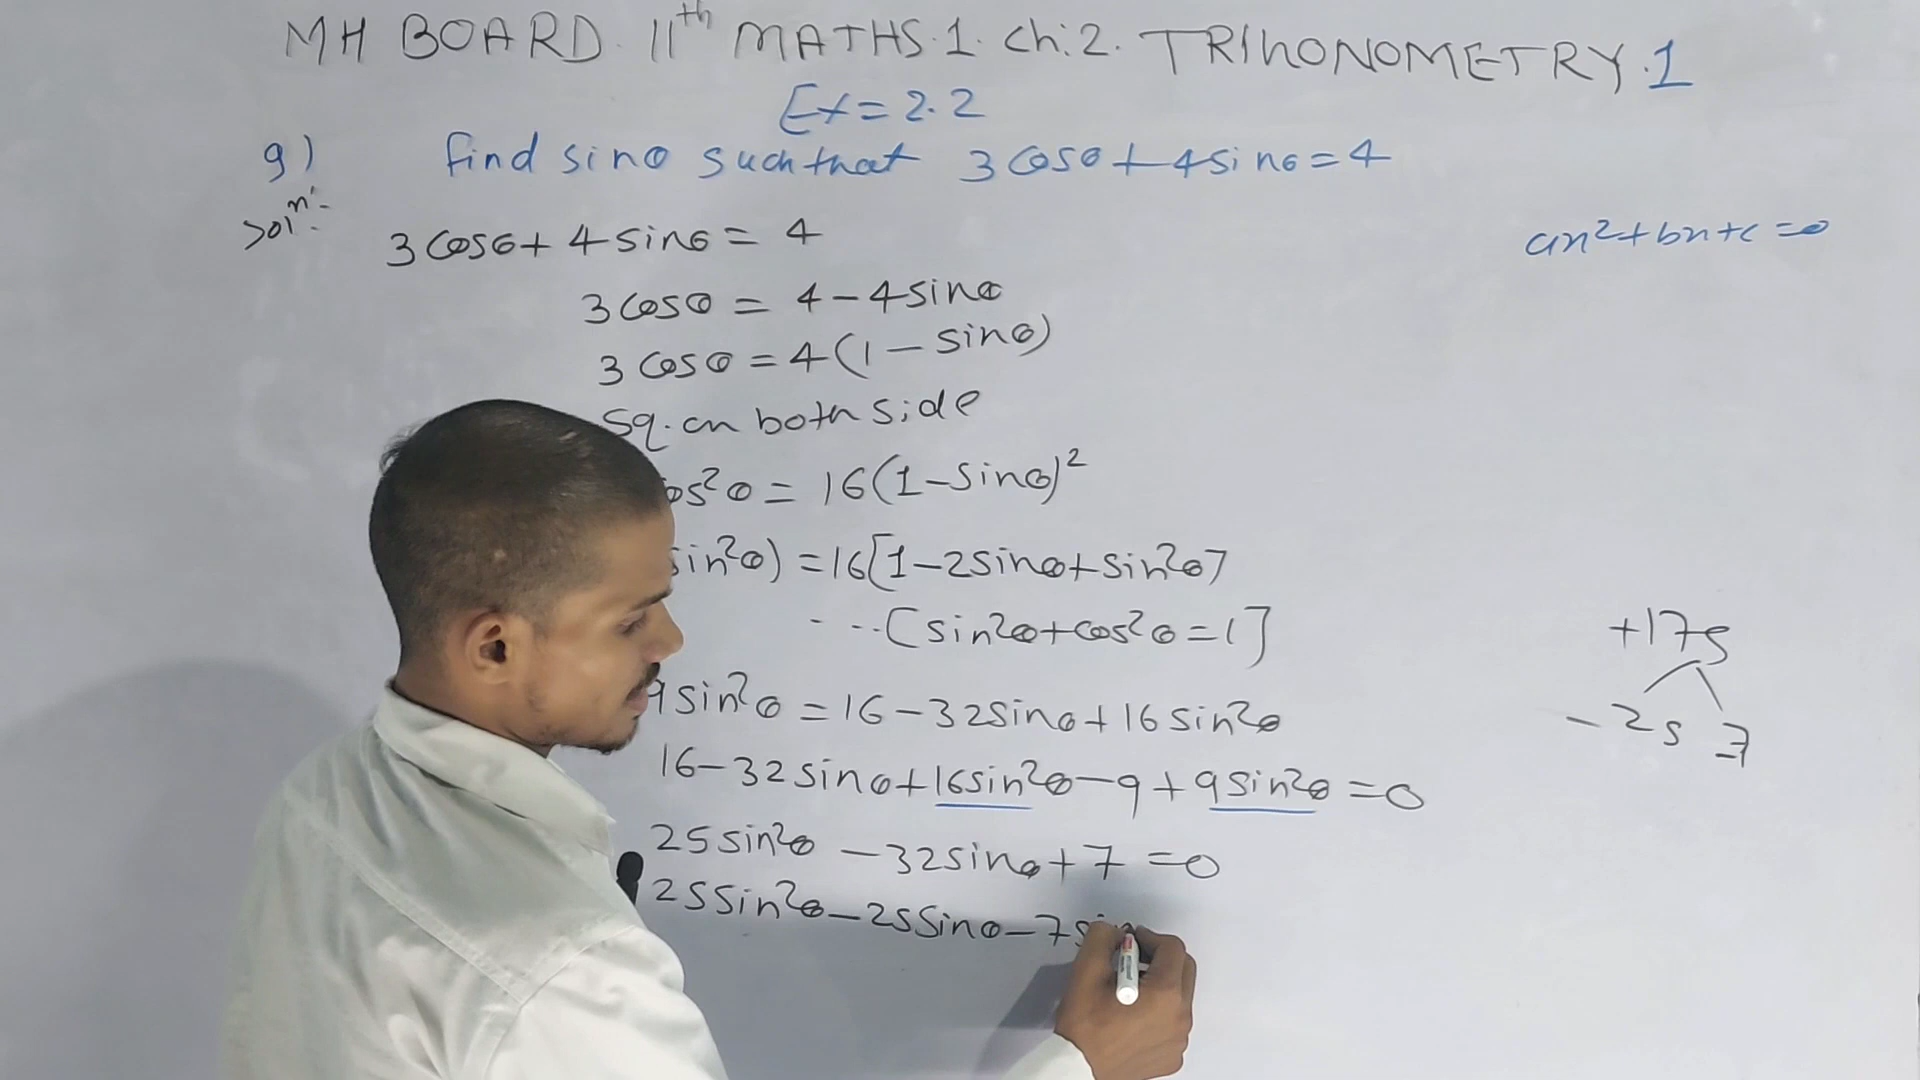 MH BOARD. 11th MATHS.1. Ch:2. TRIGONOMETRY.1
Ex=2.2
9) find sinθ such that 3cosθ+4sinθ=4
Solⁿ:-
3cosθ+4sinθ=4
ax²+bx+c=0
3cosθ=4-4sinθ
3cosθ=4(1-sinθ)
Sq. on both side
os²θ=16(1-sinθ)²
sin²θ)=16[1-2sinθ+sin²θ]
...[sin²θ+cos²θ=1]
+175
-25 -7
9sin²θ=16-32sinθ+16sin²θ
16-32sinθ+16sin²θ-9+9sin²θ=0
25sin²θ-32sinθ+7=0
25sin²θ-25sinθ-7sin